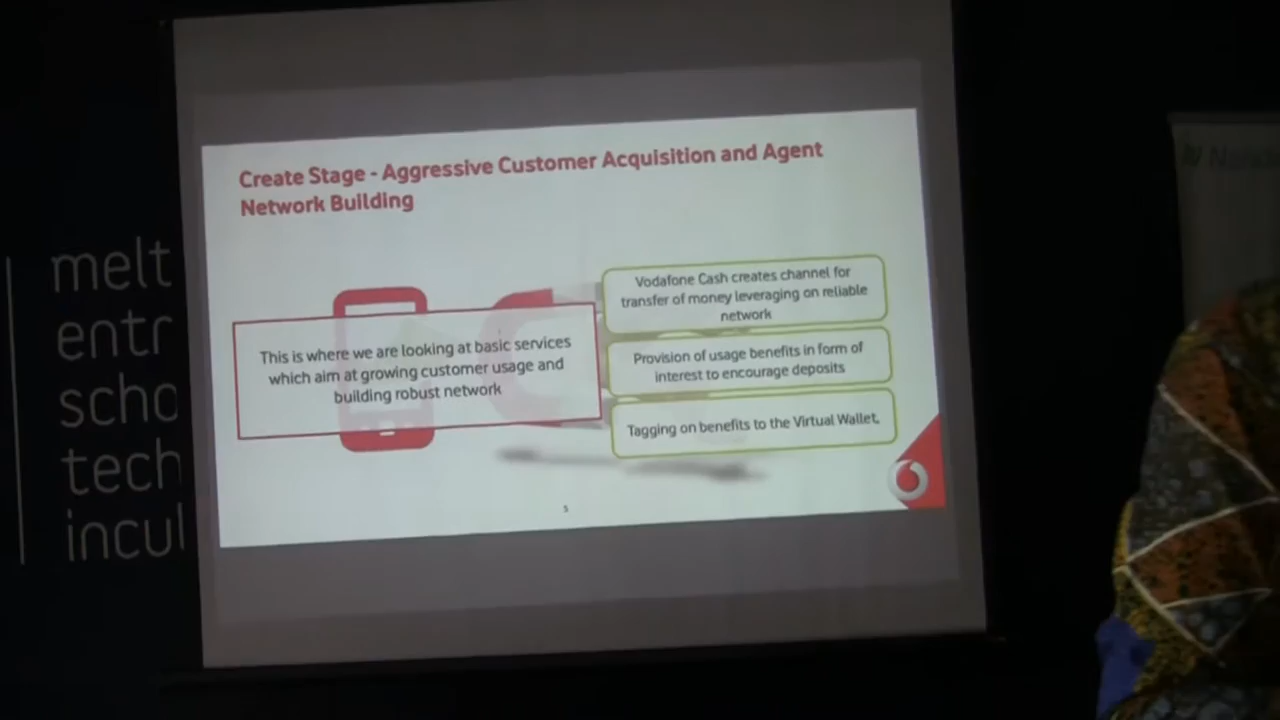 Create Stage - Aggressive Customer Acquisition and Agent
Network Building
This is where we are looking at basic services
which aim at growing customer usage and
building robust network
Vodafone Cash creates channel for
transfer of money leveraging on reliable
network
Provision of usage benefits in form of
interest to encourage deposits
Tagging on benefits to the Virtual Wallet.
5
melt
entr
scho
tech
incul